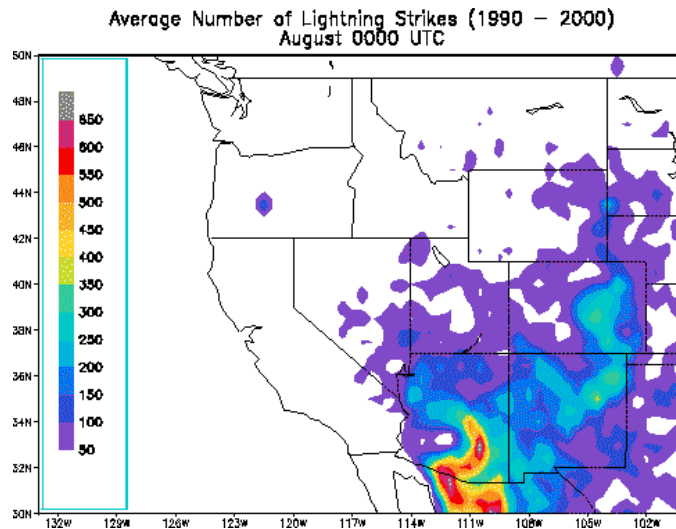 Average Number of Lightning Strikes (1990 – 2000)
August 0000 UTC
50N
48N
46N
44N
42N
40N
38N
36N
34N
32N
30N
650
600
550
500
450
400
350
300
250
200
150
100
50
132W
129W
126W
123W
120W
117W
114W
111W
108W
105W
102W